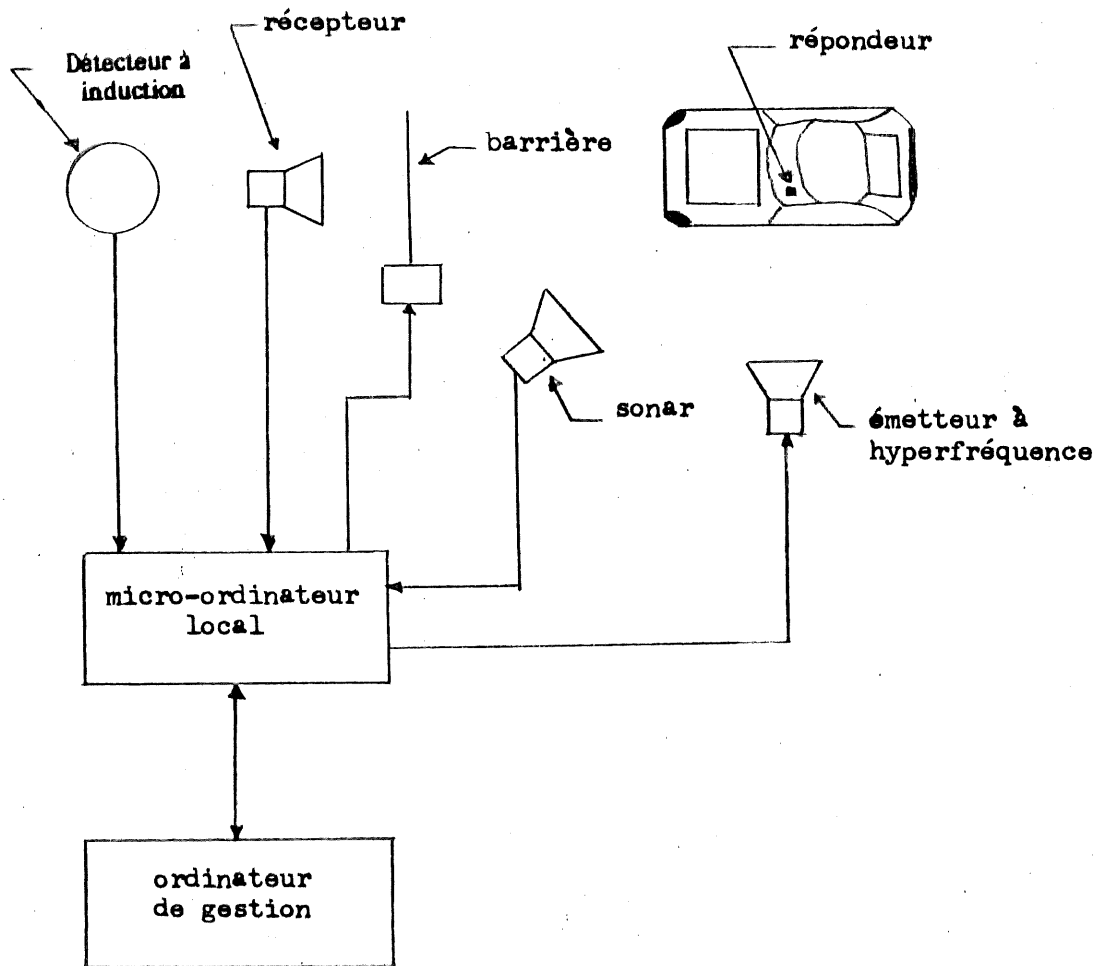 récepteur
répondeur
Détecteur à
induction
barrière
sonar
émetteur à
hyperfréquence
micro-ordinateur
local
ordinateur
de gestion